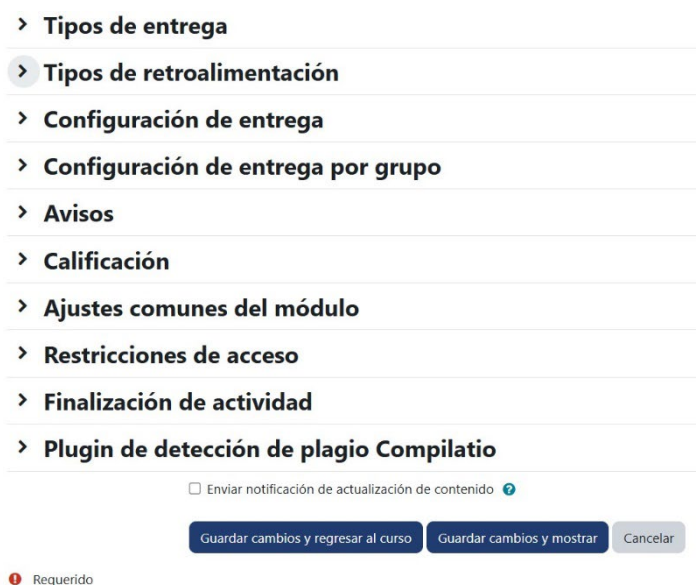 Tipos de entrega
Tipos de retroalimentación
Configuración de entrega
Configuración de entrega por grupo
Avisos
Calificación
Ajustes comunes del módulo
Restricciones de acceso
Finalización de actividad
Plugin de detección de plagio Compilatio
Enviar notificación de actualización de contenido
Guardar cambios y regresar al curso Guardar cambios y mostrar Cancelar
Requerido